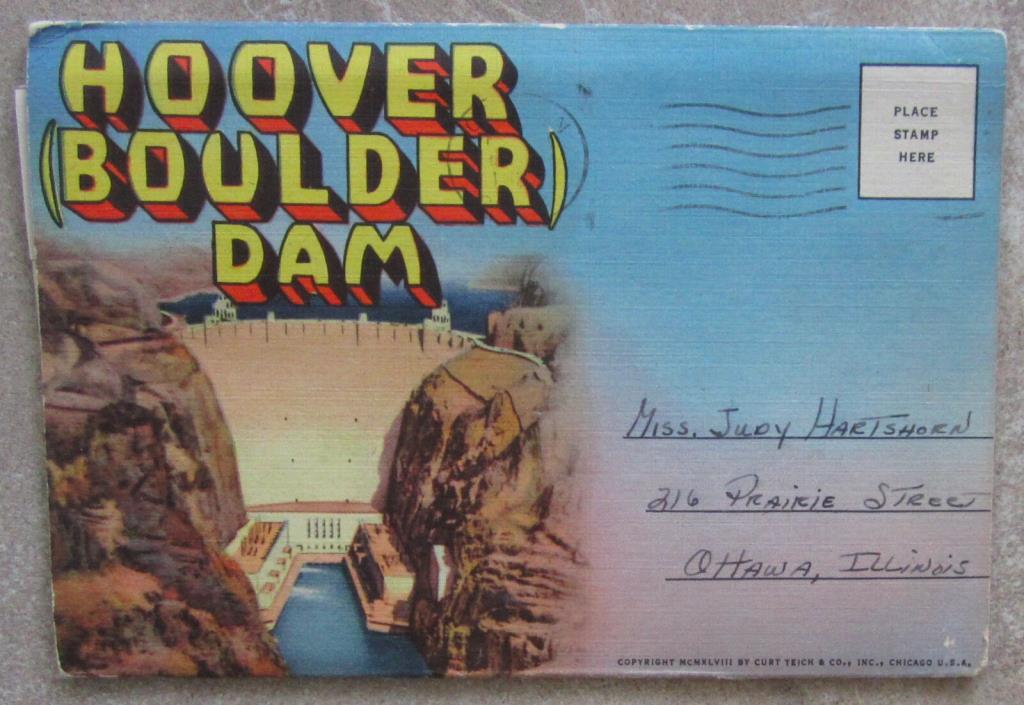 HOOVER
(BOULDER)
DAM
PLACE
STAMP
HERE
MISS. JUDY HARTSHORN
216 PRAIRIE STREET
OTTAWA, ILLINOIS
COPYRIGHT MCMXLVIII BY CURT TEICH & CO., INC., CHICAGO U.S.A.